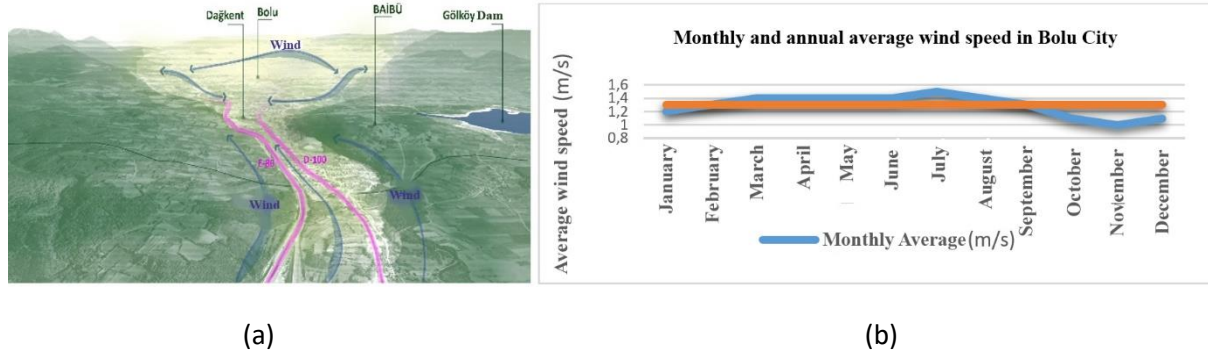 Dağkent
Bolu
BAİBÜ
Gölköy Dam
Wind
E-80
D-100
Wind
Wind
(a)
Monthly and annual average wind speed in Bolu City
Average wind speed (m/s)
1,6
1,4
1,2
1
0,8
January
February
March
April
May
June
July
August
September
October
November
December
Monthly Average(m/s)
(b)